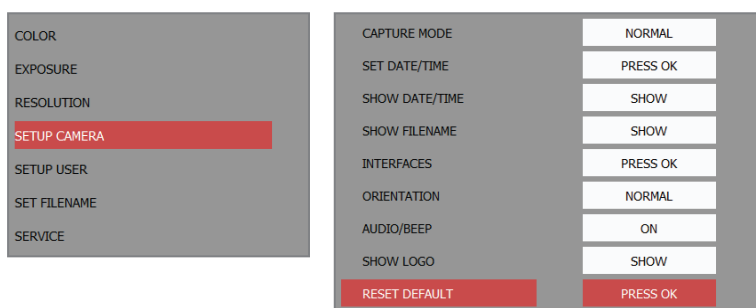 COLOR
EXPOSURE
RESOLUTION
SETUP CAMERA
SETUP USER
SET FILENAME
SERVICE
CAPTURE MODE NORMAL
SET DATE/TIME PRESS OK
SHOW DATE/TIME SHOW
SHOW FILENAME SHOW
INTERFACES PRESS OK
ORIENTATION NORMAL
AUDIO/BEEP ON
SHOW LOGO SHOW
RESET DEFAULT PRESS OK